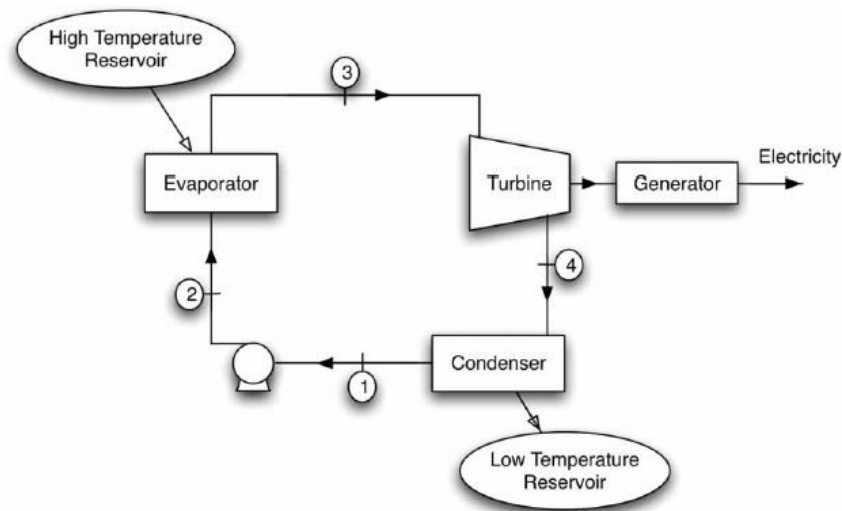 High Temperature
Reservoir
3
Evaporator
Turbine
Generator
Electricity
4
2
1
Condenser
Low Temperature
Reservoir